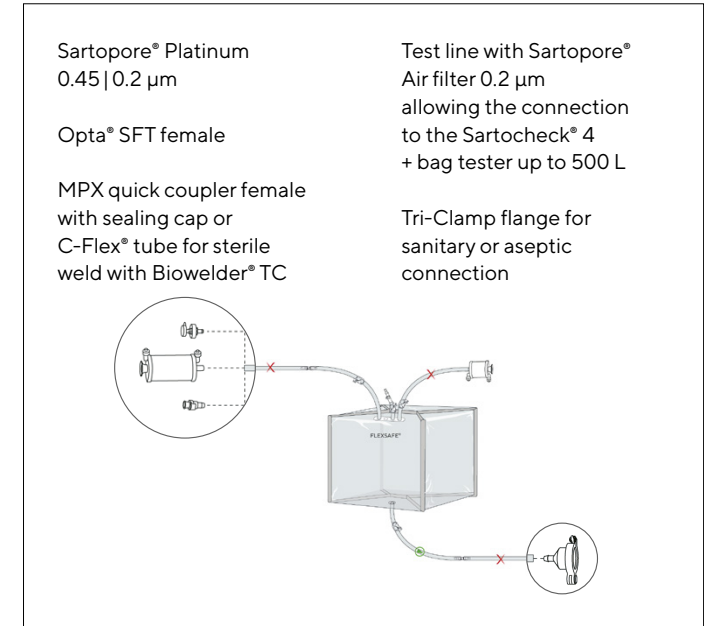 Sartopore® Platinum
0.45 | 0.2 µm
Opta® SFT female
MPX quick coupler female
with sealing cap or
C-Flex® tube for sterile
weld with Biowelder® TC
Test line with Sartopore®
Air filter 0.2 µm
allowing the connection
to the Sartocheck® 4
+ bag tester up to 500 L
Tri-Clamp flange for
sanitary or aseptic
connection
FLEXSAFE®